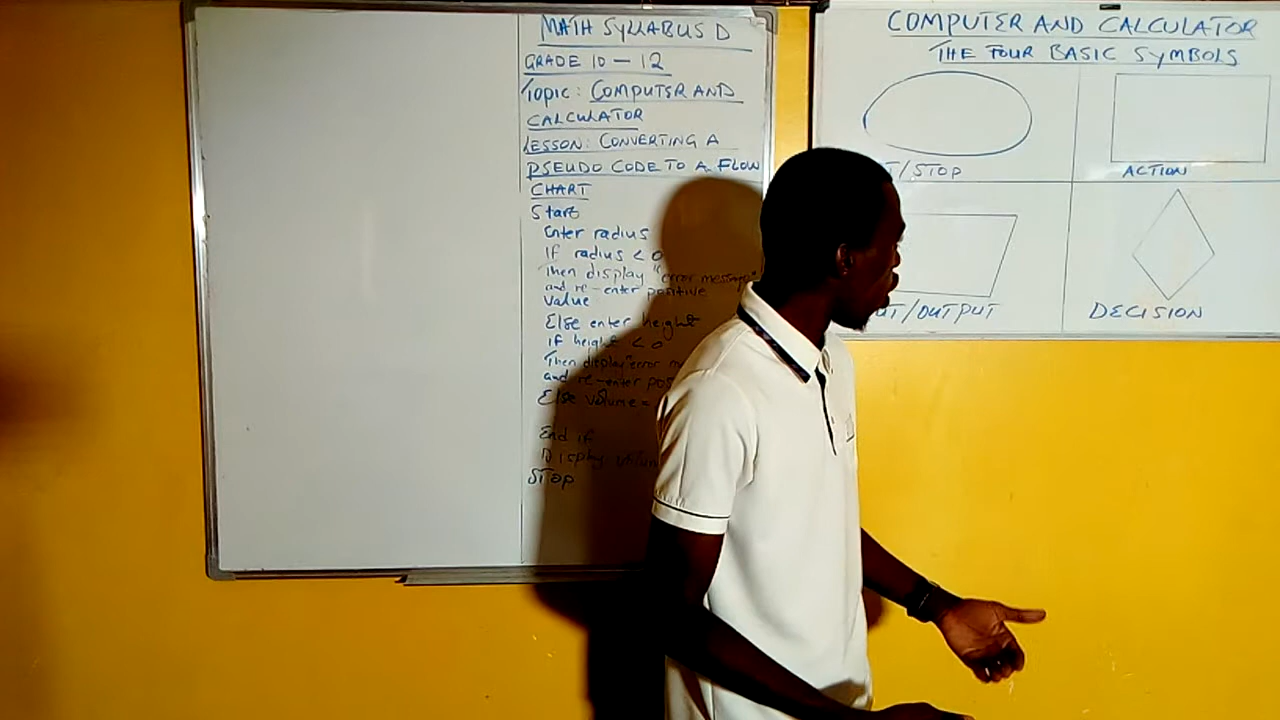 MATH SYLLABUS D
GRADE 10 - 12
Topic: COMPUTER AND
CALCULATOR
LESSON: CONVERTING A
PSEUDO CODE TO A FLOW
CHART
Start
Enter radius
If radius < 0
Then display "error message"
and re-enter positive
Value
Else enter height
if height < 0
Then display "error
and re-enter
Else volume =
End if
Display
Stop
COMPUTER AND CALCULATOR
THE FOUR BASIC SYMBOLS
/STOP
ACTION
/OUTPUT
DECISION